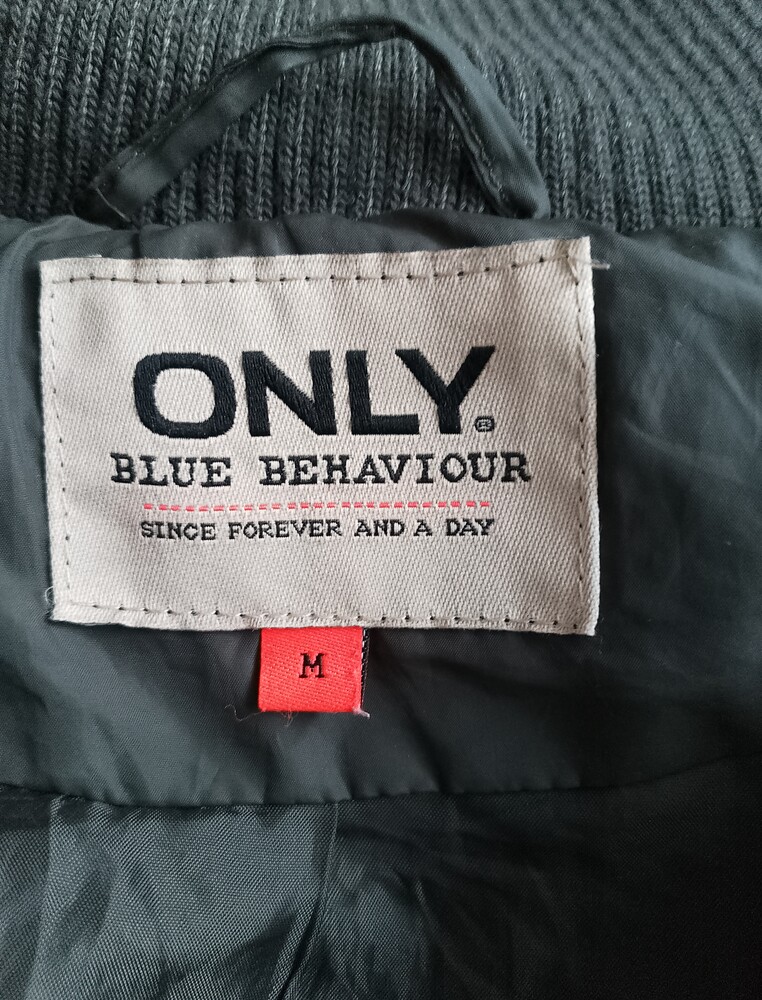 ONLY®
BLUE BEHAVIOUR
SINCE FOREVER AND A DAY
M